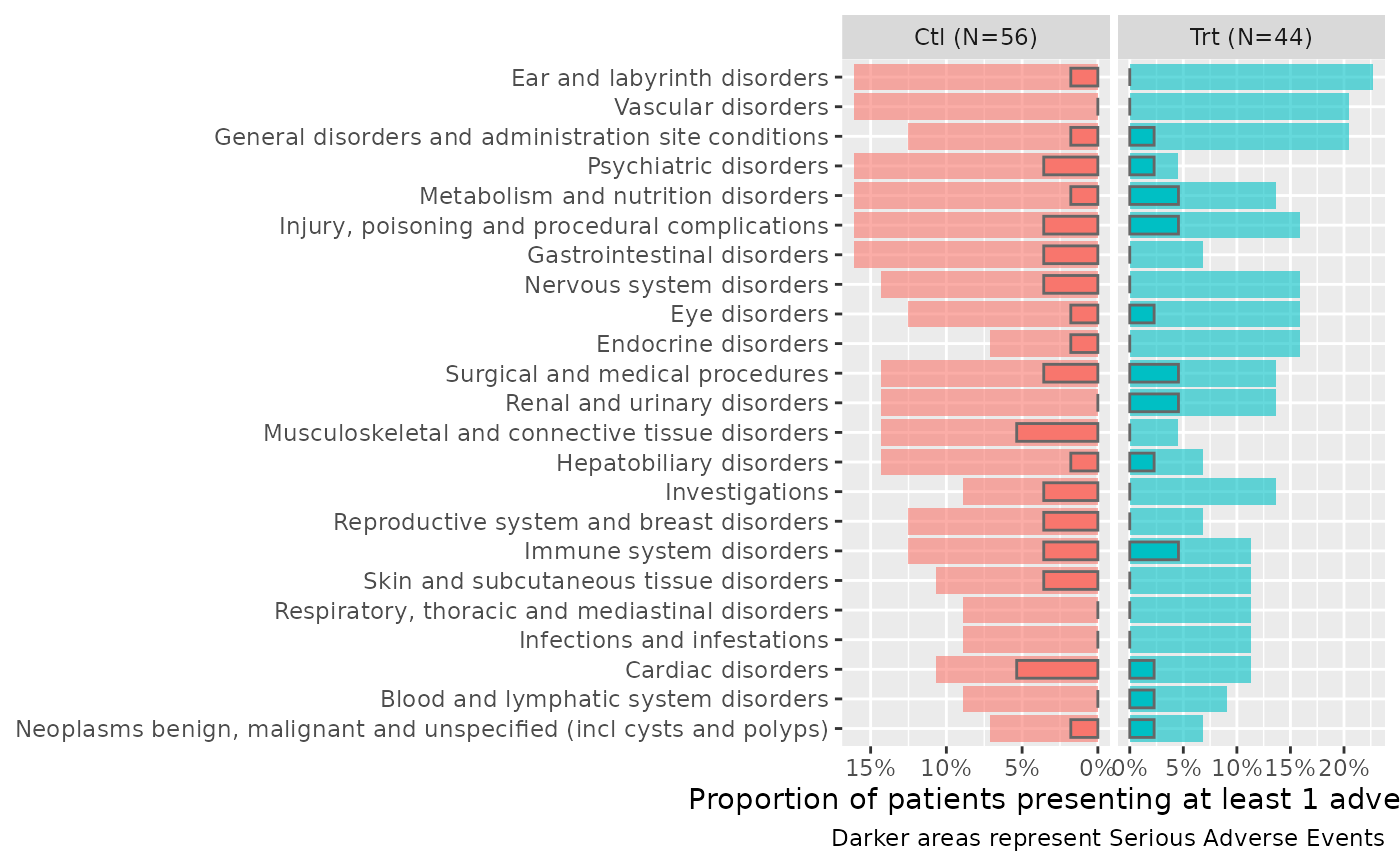 Ctl (N=56) Trt (N=44)
Ear and labyrinth disorders
Vascular disorders
General disorders and administration site conditions
Psychiatric disorders
Metabolism and nutrition disorders
Injury, poisoning and procedural complications
Gastrointestinal disorders
Nervous system disorders
Eye disorders
Endocrine disorders
Surgical and medical procedures
Renal and urinary disorders
Musculoskeletal and connective tissue disorders
Hepatobiliary disorders
Investigations
Reproductive system and breast disorders
Immune system disorders
Skin and subcutaneous tissue disorders
Respiratory, thoracic and mediastinal disorders
Infections and infestations
Cardiac disorders
Blood and lymphatic system disorders
Neoplasms benign, malignant and unspecified (incl cysts and polyps)
15% 10% 5% 0% 0% 5% 10% 15% 20%
Proportion of patients presenting at least 1 adve
Darker areas represent Serious Adverse Events